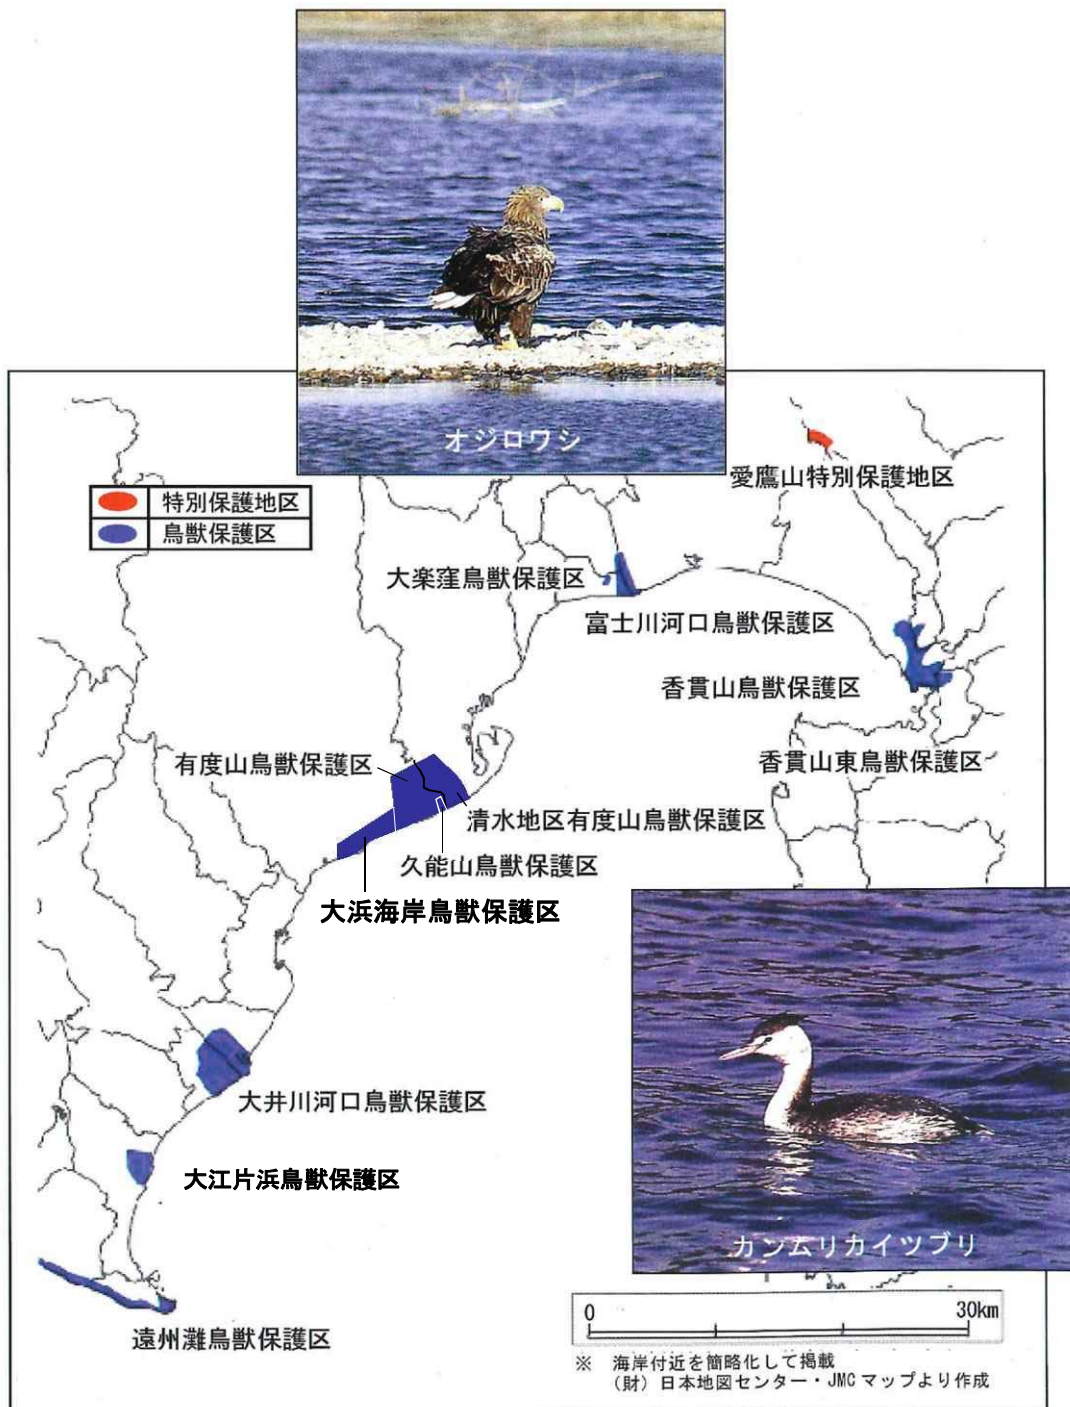 オジロワシ
愛鷹山特別保護地区
特別保護地区
鳥獣保護区
大楽窪鳥獣保護区
富士川河口鳥獣保護区
香貫山鳥獣保護区
有度山鳥獣保護区
香貫山東鳥獣保護区
清水地区有度山鳥獣保護区
久能山鳥獣保護区
大浜海岸鳥獣保護区
大井川河口鳥獣保護区
大江片浜鳥獣保護区
カンムリカイツブリ
遠州灘鳥獣保護区
0 30km
※ 海岸付近を簡略化して掲載
（財）日本地図センター・JMCマップより作成